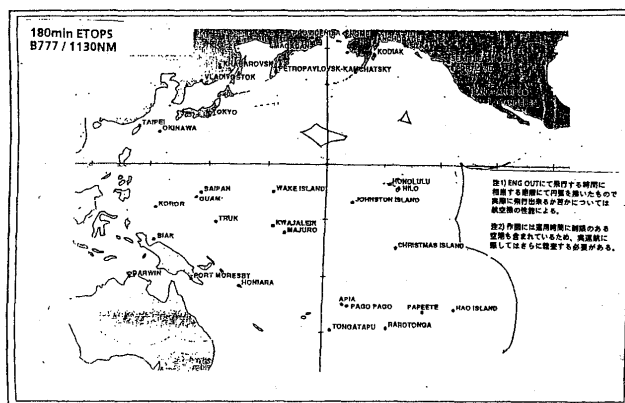 180min ETOPS
B777 / 1130NM
KODIAK
PETROPAVLOVSK-KAMCHATSKY
VLADIVOSTOK
TOKYO
TAIPEI
OKINAWA
HONOLULU
HILO
SAIPAN
WAKE ISLAND
GUAM
JOHNSTON ISLAND
KOROR
TRUK
KWAJALEIN
MAJURO
BIAK
CHRISTMAS ISLAND
DARWIN
PORT MORESBY
HONIARA
APIA
PAGO PAGO
PAPEETE
HAO ISLAND
TONGATAPU
RAROTONGA
注1) ENG OUTにて飛行する時間に
相当する距離にて円弧を描いたもので
実際に飛行出来るか否かについては
航空機の性能による。
注2) 作図には運用時間に制限のある
空港も含まれているため、実運航に
際してはさらに精査する必要がある。